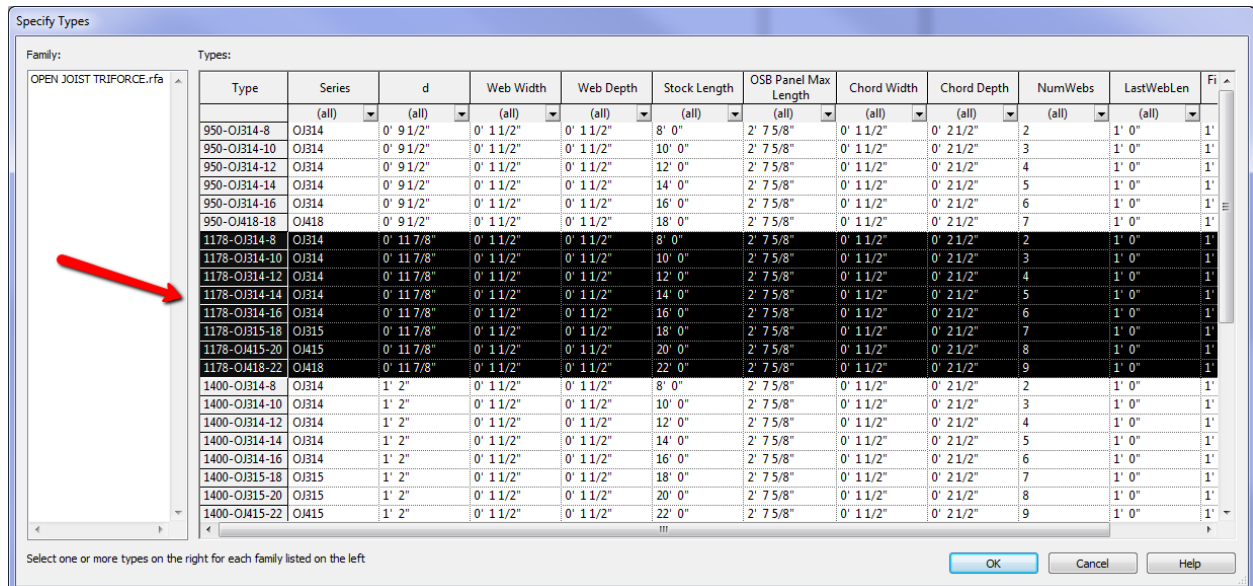 Specify Types
Family: Types:
OPEN JOIST TRIFORCE.rfa
Type Series d Web Width Web Depth Stock Length OSB Panel Max Length Chord Width Chord Depth NumWebs LastWebLen Fi
(all) (all) (all) (all) (all) (all) (all) (all) (all) (all)
950-OJ314-8 OJ314 0' 9 1/2" 0' 1 1/2" 0' 1 1/2" 8' 0" 2' 7 5/8" 0' 1 1/2" 0' 2 1/2" 2 1' 0" 1'
950-OJ314-10 OJ314 0' 9 1/2" 0' 1 1/2" 0' 1 1/2" 10' 0" 2' 7 5/8" 0' 1 1/2" 0' 2 1/2" 3 1' 0" 1'
950-OJ314-12 OJ314 0' 9 1/2" 0' 1 1/2" 0' 1 1/2" 12' 0" 2' 7 5/8" 0' 1 1/2" 0' 2 1/2" 4 1' 0" 1'
950-OJ314-14 OJ314 0' 9 1/2" 0' 1 1/2" 0' 1 1/2" 14' 0" 2' 7 5/8" 0' 1 1/2" 0' 2 1/2" 5 1' 0" 1'
950-OJ314-16 OJ314 0' 9 1/2" 0' 1 1/2" 0' 1 1/2" 16' 0" 2' 7 5/8" 0' 1 1/2" 0' 2 1/2" 6 1' 0" 1'
950-OJ418-18 OJ418 0' 9 1/2" 0' 1 1/2" 0' 1 1/2" 18' 0" 2' 7 5/8" 0' 1 1/2" 0' 2 1/2" 7 1' 0" 1'
1178-OJ314-8 OJ314 0' 11 7/8" 0' 1 1/2" 0' 1 1/2" 8' 0" 2' 7 5/8" 0' 1 1/2" 0' 2 1/2" 2 1' 0" 1'
1178-OJ314-10 OJ314 0' 11 7/8" 0' 1 1/2" 0' 1 1/2" 10' 0" 2' 7 5/8" 0' 1 1/2" 0' 2 1/2" 3 1' 0" 1'
1178-OJ314-12 OJ314 0' 11 7/8" 0' 1 1/2" 0' 1 1/2" 12' 0" 2' 7 5/8" 0' 1 1/2" 0' 2 1/2" 4 1' 0" 1'
1178-OJ314-14 OJ314 0' 11 7/8" 0' 1 1/2" 0' 1 1/2" 14' 0" 2' 7 5/8" 0' 1 1/2" 0' 2 1/2" 5 1' 0" 1'
1178-OJ314-16 OJ314 0' 11 7/8" 0' 1 1/2" 0' 1 1/2" 16' 0" 2' 7 5/8" 0' 1 1/2" 0' 2 1/2" 6 1' 0" 1'
1178-OJ315-18 OJ315 0' 11 7/8" 0' 1 1/2" 0' 1 1/2" 18' 0" 2' 7 5/8" 0' 1 1/2" 0' 2 1/2" 7 1' 0" 1'
1178-OJ415-20 OJ415 0' 11 7/8" 0' 1 1/2" 0' 1 1/2" 20' 0" 2' 7 5/8" 0' 1 1/2" 0' 2 1/2" 8 1' 0" 1'
1178-OJ418-22 OJ418 0' 11 7/8" 0' 1 1/2" 0' 1 1/2" 22' 0" 2' 7 5/8" 0' 1 1/2" 0' 2 1/2" 9 1' 0" 1'
1400-OJ314-8 OJ314 1' 2" 0' 1 1/2" 0' 1 1/2" 8' 0" 2' 7 5/8" 0' 1 1/2" 0' 2 1/2" 2 1' 0" 1'
1400-OJ314-10 OJ314 1' 2" 0' 1 1/2" 0' 1 1/2" 10' 0" 2' 7 5/8" 0' 1 1/2" 0' 2 1/2" 3 1' 0" 1'
1400-OJ314-12 OJ314 1' 2" 0' 1 1/2" 0' 1 1/2" 12' 0" 2' 7 5/8" 0' 1 1/2" 0' 2 1/2" 4 1' 0" 1'
1400-OJ314-14 OJ314 1' 2" 0' 1 1/2" 0' 1 1/2" 14' 0" 2' 7 5/8" 0' 1 1/2" 0' 2 1/2" 5 1' 0" 1'
1400-OJ314-16 OJ314 1' 2" 0' 1 1/2" 0' 1 1/2" 16' 0" 2' 7 5/8" 0' 1 1/2" 0' 2 1/2" 6 1' 0" 1'
1400-OJ315-18 OJ315 1' 2" 0' 1 1/2" 0' 1 1/2" 18' 0" 2' 7 5/8" 0' 1 1/2" 0' 2 1/2" 7 1' 0" 1'
1400-OJ315-20 OJ315 1' 2" 0' 1 1/2" 0' 1 1/2" 20' 0" 2' 7 5/8" 0' 1 1/2" 0' 2 1/2" 8 1' 0" 1'
1400-OJ415-22 OJ415 1' 2" 0' 1 1/2" 0' 1 1/2" 22' 0" 2' 7 5/8" 0' 1 1/2" 0' 2 1/2" 9 1' 0" 1'
Select one or more types on the right for each family listed on the left
OK Cancel Help